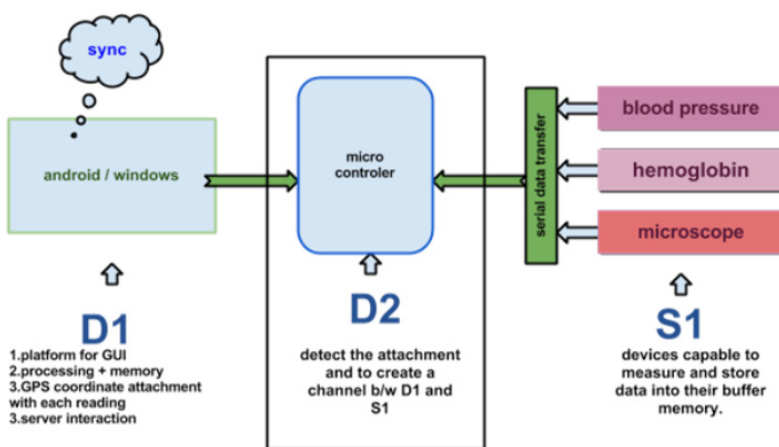 sync
android / windows
micro
controler
serial data transfer
blood pressure
hemoglobin
microscope
D1
1.platform for GUI
2.processing + memory
3.GPS coordinate attachment
with each reading
3.server interaction
D2
detect the attachment
and to create a
channel b/w D1 and
S1
S1
devices capable to
measure and store
data into their buffer
memory.